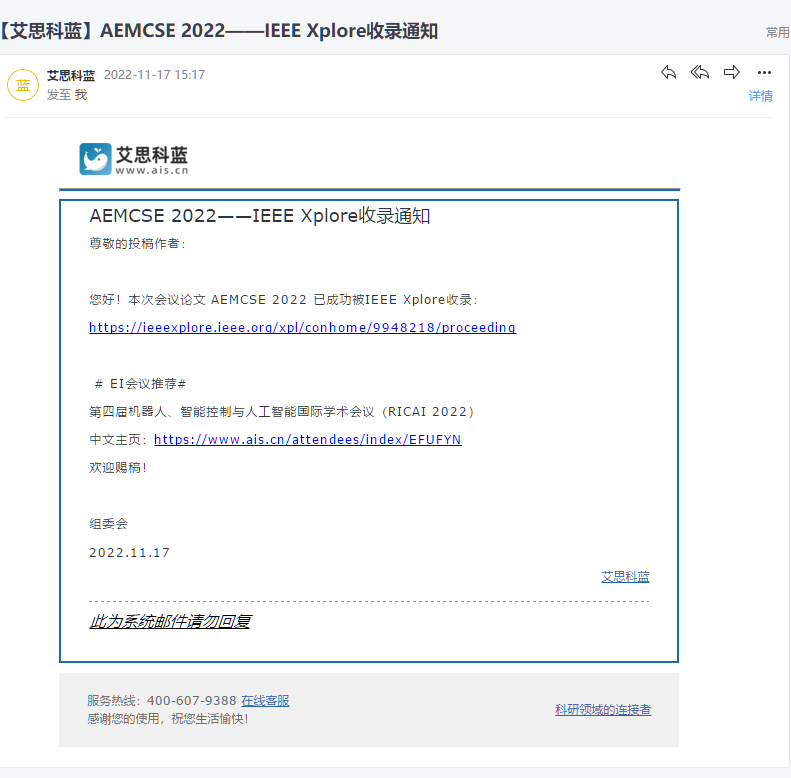 【艾思科蓝】AEMCSE 2022——IEEE Xplore收录通知
常用
蓝
艾思科蓝 2022-11-17 15:17
发至 我
详情
艾思科蓝
www.ais.cn
AEMCSE 2022——IEEE Xplore收录通知
尊敬的投稿作者：
您好！本次会议论文 AEMCSE 2022 已成功被IEEE Xplore收录：
https://ieeexplore.ieee.org/xpl/conhome/9948218/proceeding
# EI会议推荐#
第四届机器人、智能控制与人工智能国际学术会议（RICAI 2022）
中文主页：https://www.ais.cn/attendees/index/EFUFYN
欢迎赐稿！
组委会
2022.11.17
艾思科蓝
此为系统邮件请勿回复
服务热线：400-607-9388 在线客服
感谢您的使用，祝您生活愉快！
科研领域的连接者